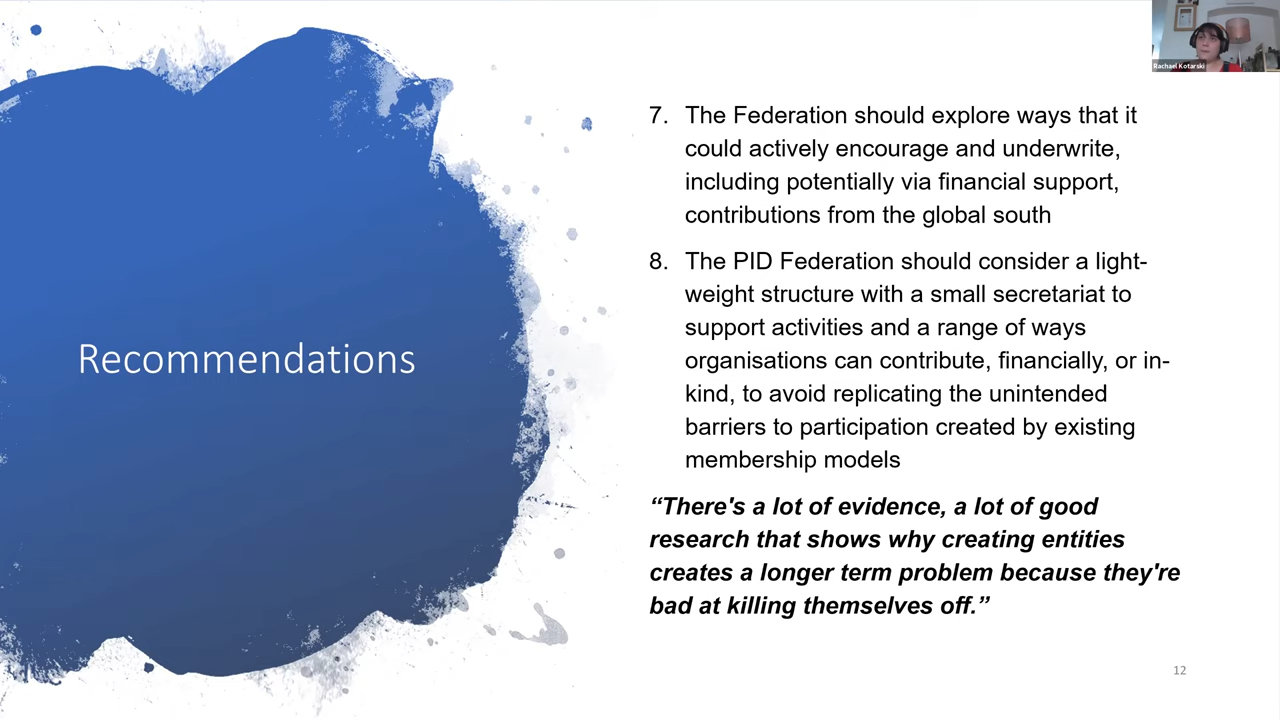 Rachael Kotarski
Recommendations
7. The Federation should explore ways that it
could actively encourage and underwrite,
including potentially via financial support,
contributions from the global south
8. The PID Federation should consider a light-
weight structure with a small secretariat to
support activities and a range of ways
organisations can contribute, financially, or in-
kind, to avoid replicating the unintended
barriers to participation created by existing
membership models
“There's a lot of evidence, a lot of good
research that shows why creating entities
creates a longer term problem because they're
bad at killing themselves off.”
12